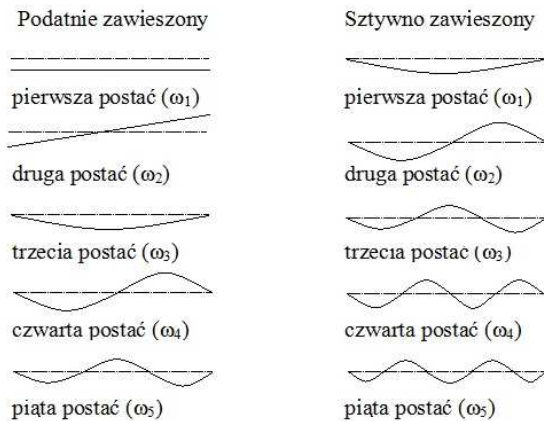 Podatnie zawieszony
pierwsza postać (ω₁)
druga postać (ω₂)
trzecia postać (ω₃)
czwarta postać (ω₄)
piąta postać (ω₅)
Sztywno zawieszony
pierwsza postać (ω₁)
druga postać (ω₂)
trzecia postać (ω₃)
czwarta postać (ω₄)
piąta postać (ω₅)